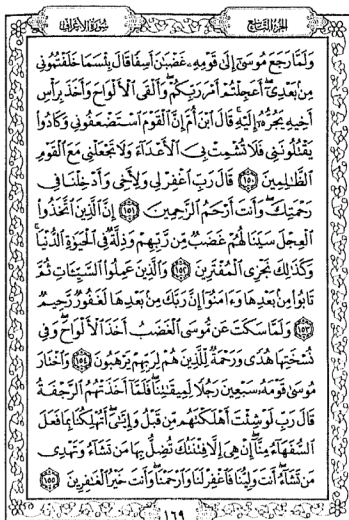 الجزء التاسع سورة الأعراف
وَلَمَّا رَجَعَ مُوسَىٰٓ إِلَىٰ قَوْمِهِۦ غَضْبَٰنَ أَسِفًا قَالَ بِئْسَمَا خَلَفْتُمُونِى
مِنۢ بَعْدِىٓ أَعَجِلْتُمْ أَمْرَ رَبِّكُمْ وَأَلْقَى ٱلْأَلْوَاحَ وَأَخَذَ بِرَأْسِ
أَخِيهِ يَجُرُّهُۥٓ إِلَيْهِ قَالَ ٱبْنَ أُمَّ إِنَّ ٱلْقَوْمَ ٱسْتَضْعَفُونِى وَكَادُوا۟
يَقْتُلُونَنِى فَلَا تُشْمِتْ بِىَ ٱلْأَعْدَآءَ وَلَا تَجْعَلْنِى مَعَ ٱلْقَوْمِ
ٱلظَّٰلِمِينَ ١٥٠ قَالَ رَبِّ ٱغْفِرْ لِى وَلِأَخِى وَأَدْخِلْنَا فِى
رَحْمَتِكَ وَأَنتَ أَرْحَمُ ٱلرَّٰحِمِينَ ١٥١ إِنَّ ٱلَّذِينَ ٱتَّخَذُوا۟
ٱلْعِجْلَ سَيَنَالُهُمْ غَضَبٌ مِّن رَّبِّهِمْ وَذِلَّةٌ فِى ٱلْحَيَوٰةِ ٱلدُّنْيَا
وَكَذَٰلِكَ نَجْزِى ٱلْمُفْتَرِينَ ١٥٢ وَٱلَّذِينَ عَمِلُوا۟ ٱلسَّيِّـَٔاتِ ثُمَّ
تَابُوا۟ مِنۢ بَعْدِهَا وَءَامَنُوٓا۟ إِنَّ رَبَّكَ مِنۢ بَعْدِهَا لَغَفُورٌ رَّحِيمٌ
١٥٣ وَلَمَّا سَكَتَ عَن مُّوسَى ٱلْغَضَبُ أَخَذَ ٱلْأَلْوَاحَ وَفِى
نُسْخَتِهَا هُدًى وَرَحْمَةٌ لِّلَّذِينَ هُمْ لِرَبِّهِمْ يَرْهَبُونَ ١٥٤ وَٱخْتَارَ
مُوسَىٰ قَوْمَهُۥ سَبْعِينَ رَجُلًا لِّمِيقَٰتِنَا فَلَمَّآ أَخَذَتْهُمُ ٱلرَّجْفَةُ
قَالَ رَبِّ لَوْ شِئْتَ أَهْلَكْتَهُم مِّن قَبْلُ وَإِيَّٰىَ أَتُهْلِكُنَا بِمَا فَعَلَ
ٱلسُّفَهَآءُ مِنَّآ إِنْ هِىَ إِلَّا فِتْنَتُكَ تُضِلُّ بِهَا مَن تَشَآءُ وَتَهْدِى
مَن تَشَآءُ أَنتَ وَلِيُّنَا فَٱغْفِرْ لَنَا وَٱرْحَمْنَا وَأَنتَ خَيْرُ ٱلْغَٰفِرِينَ ١٥٥
١٦٩